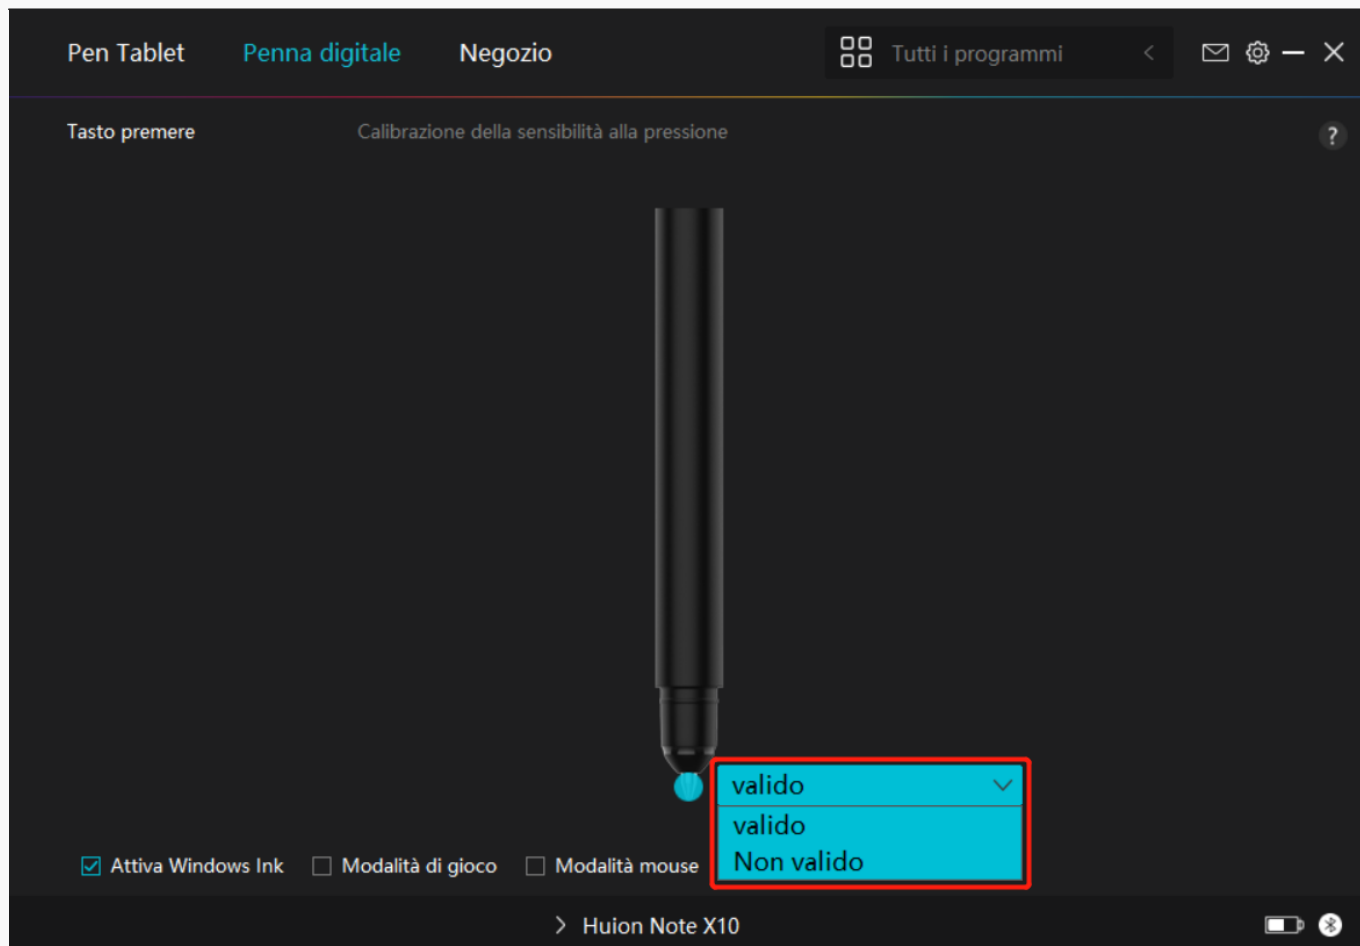 Pen Tablet Penna digitale Negozio Tutti i programmi
Tasto premere Calibrazione della sensibilità alla pressione ?
valido
valido
Non valido
Attiva Windows Ink Modalità di gioco Modalità mouse
> Huion Note X10